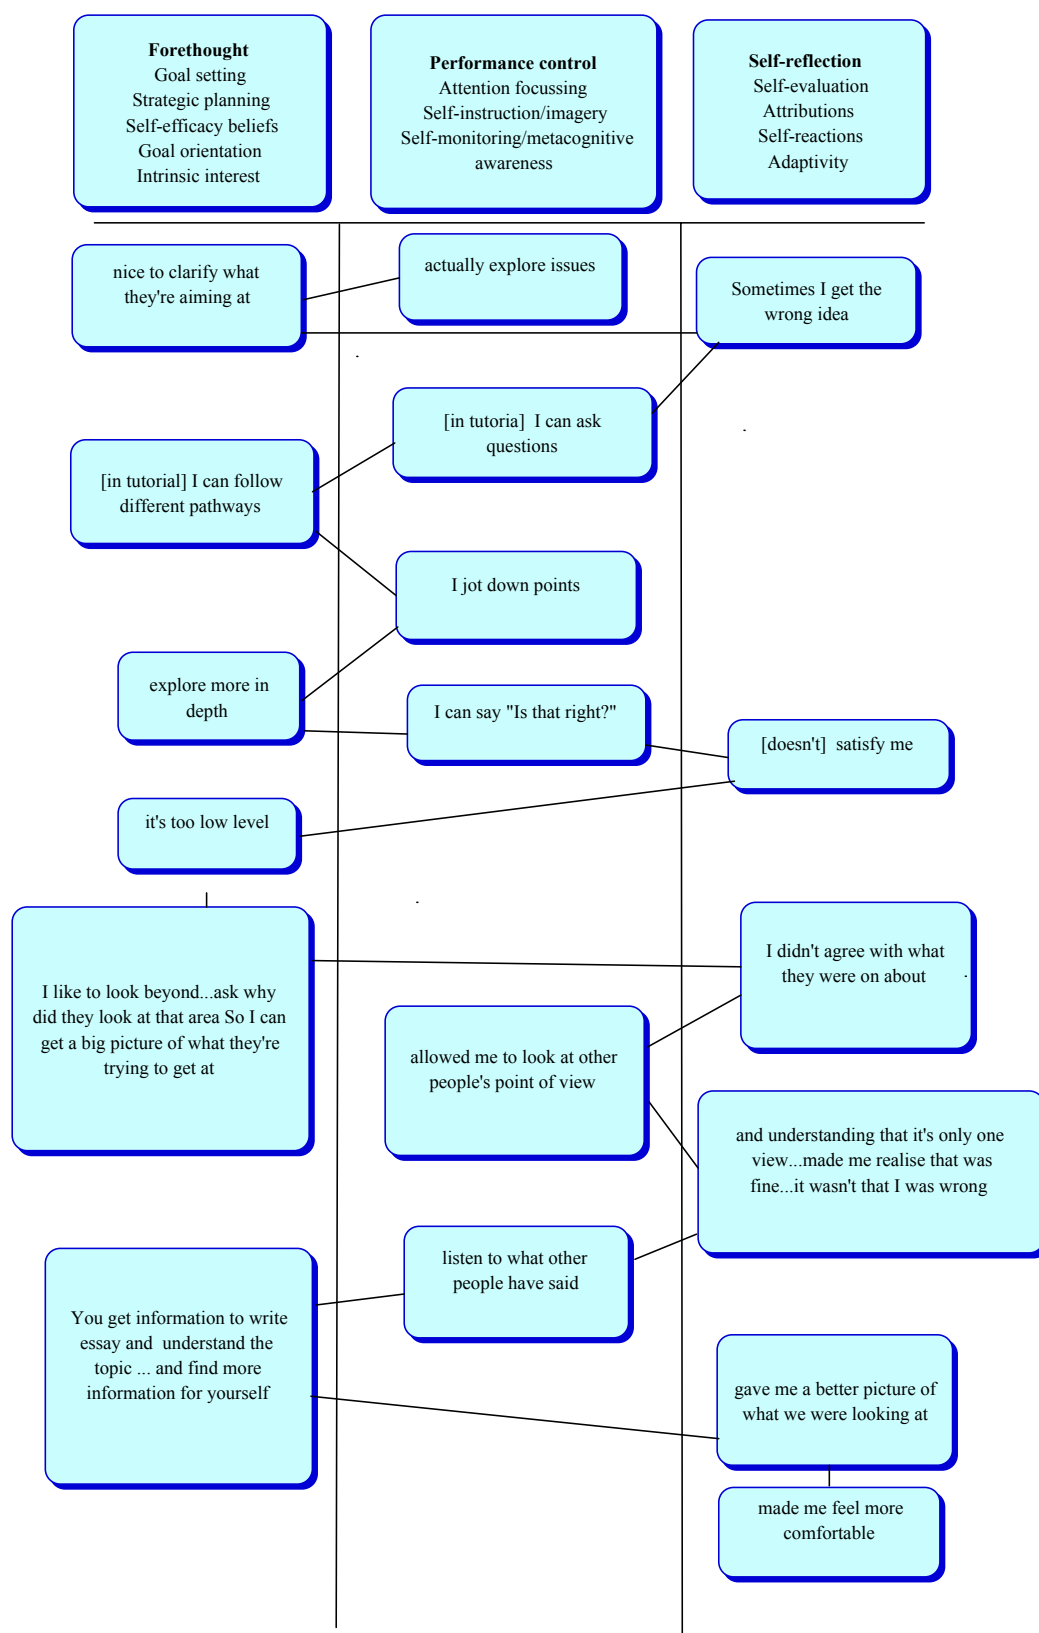 Forethought
Goal setting
Strategic planning
Self-efficacy beliefs
Goal orientation
Intrinsic interest
Performance control
Attention focussing
Self-instruction/imagery
Self-monitoring/metacognitive
awareness
Self-reflection
Self-evaluation
Attributions
Self-reactions
Adaptivity
nice to clarify what
they're aiming at
actually explore issues
Sometimes I get the
wrong idea
[in tutoria] I can ask
questions
[in tutorial] I can follow
different pathways
I jot down points
explore more in
depth
I can say "Is that right?"
[doesn't] satisfy me
it's too low level
I didn't agree with what
they were on about
I like to look beyond...ask why
did they look at that area So I can
get a big picture of what they're
trying to get at
allowed me to look at other
people's point of view
and understanding that it's only one
view...made me realise that was
fine...it wasn't that I was wrong
listen to what other
people have said
You get information to write
essay and understand the
topic ... and find more
information for yourself
gave me a better picture of
what we were looking at
made me feel more
comfortable